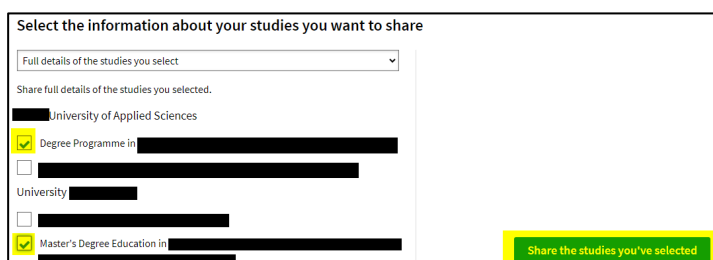 Select the information about your studies you want to share
Full details of the studies you select
Share full details of the studies you selected.
University of Applied Sciences
Degree Programme in
University
Master's Degree Education in
Share the studies you've selected